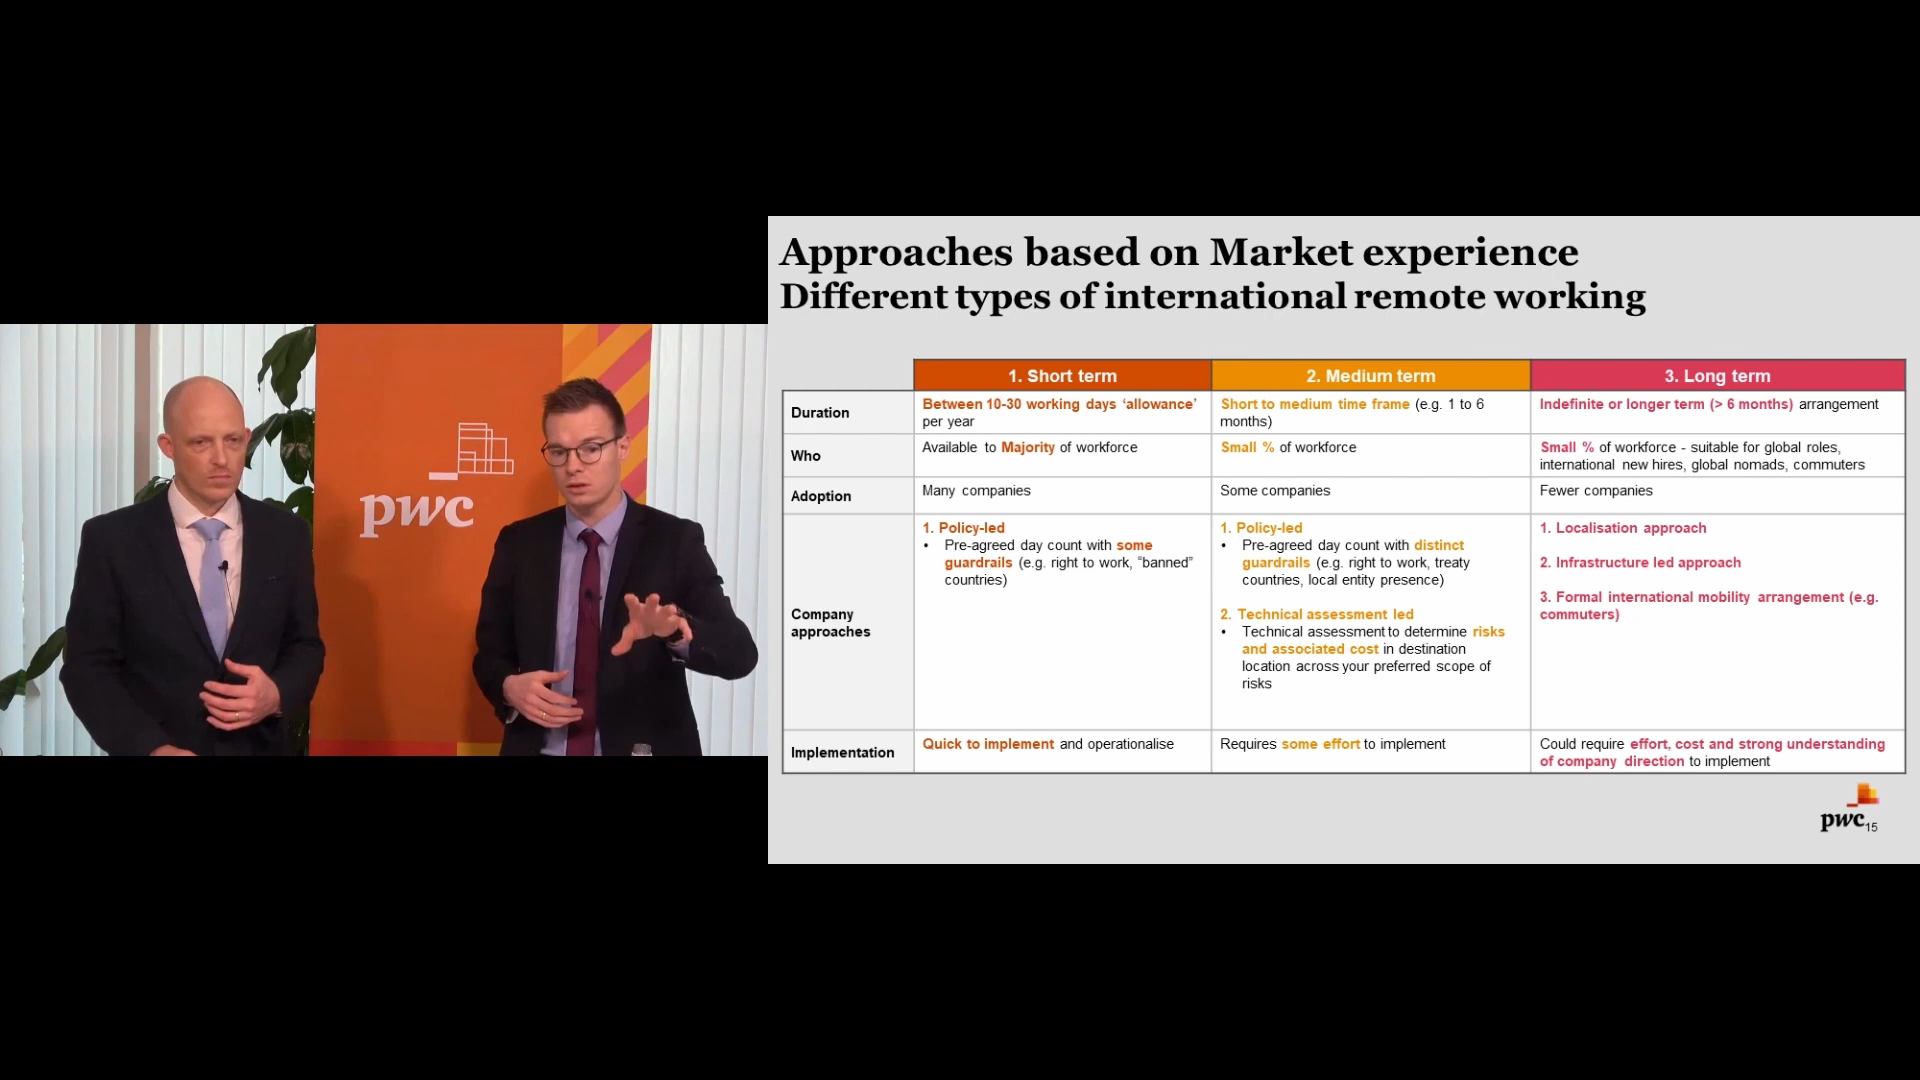 pwc
Approaches based on Market experience
Different types of international remote working
1. Short term
2. Medium term
3. Long term
Duration
Between 10-30 working days ‘allowance’
per year
Short to medium time frame (e.g. 1 to 6
months)
Indefinite or longer term (> 6 months) arrangement
Who
Available to Majority of workforce
Small % of workforce
Small % of workforce - suitable for global roles,
international new hires, global nomads, commuters
Adoption
Many companies
Some companies
Fewer companies
Company
approaches
1. Policy-led
• Pre-agreed day count with some
guardrails (e.g. right to work, “banned”
countries)
1. Policy-led
• Pre-agreed day count with distinct
guardrails (e.g. right to work, treaty
countries, local entity presence)
2. Technical assessment led
• Technical assessment to determine risks
and associated cost in destination
location across your preferred scope of
risks
1. Localisation approach
2. Infrastructure led approach
3. Formal international mobility arrangement (e.g.
commuters)
Implementation
Quick to implement and operationalise
Requires some effort to implement
Could require effort, cost and strong understanding
of company direction to implement
pwc
15